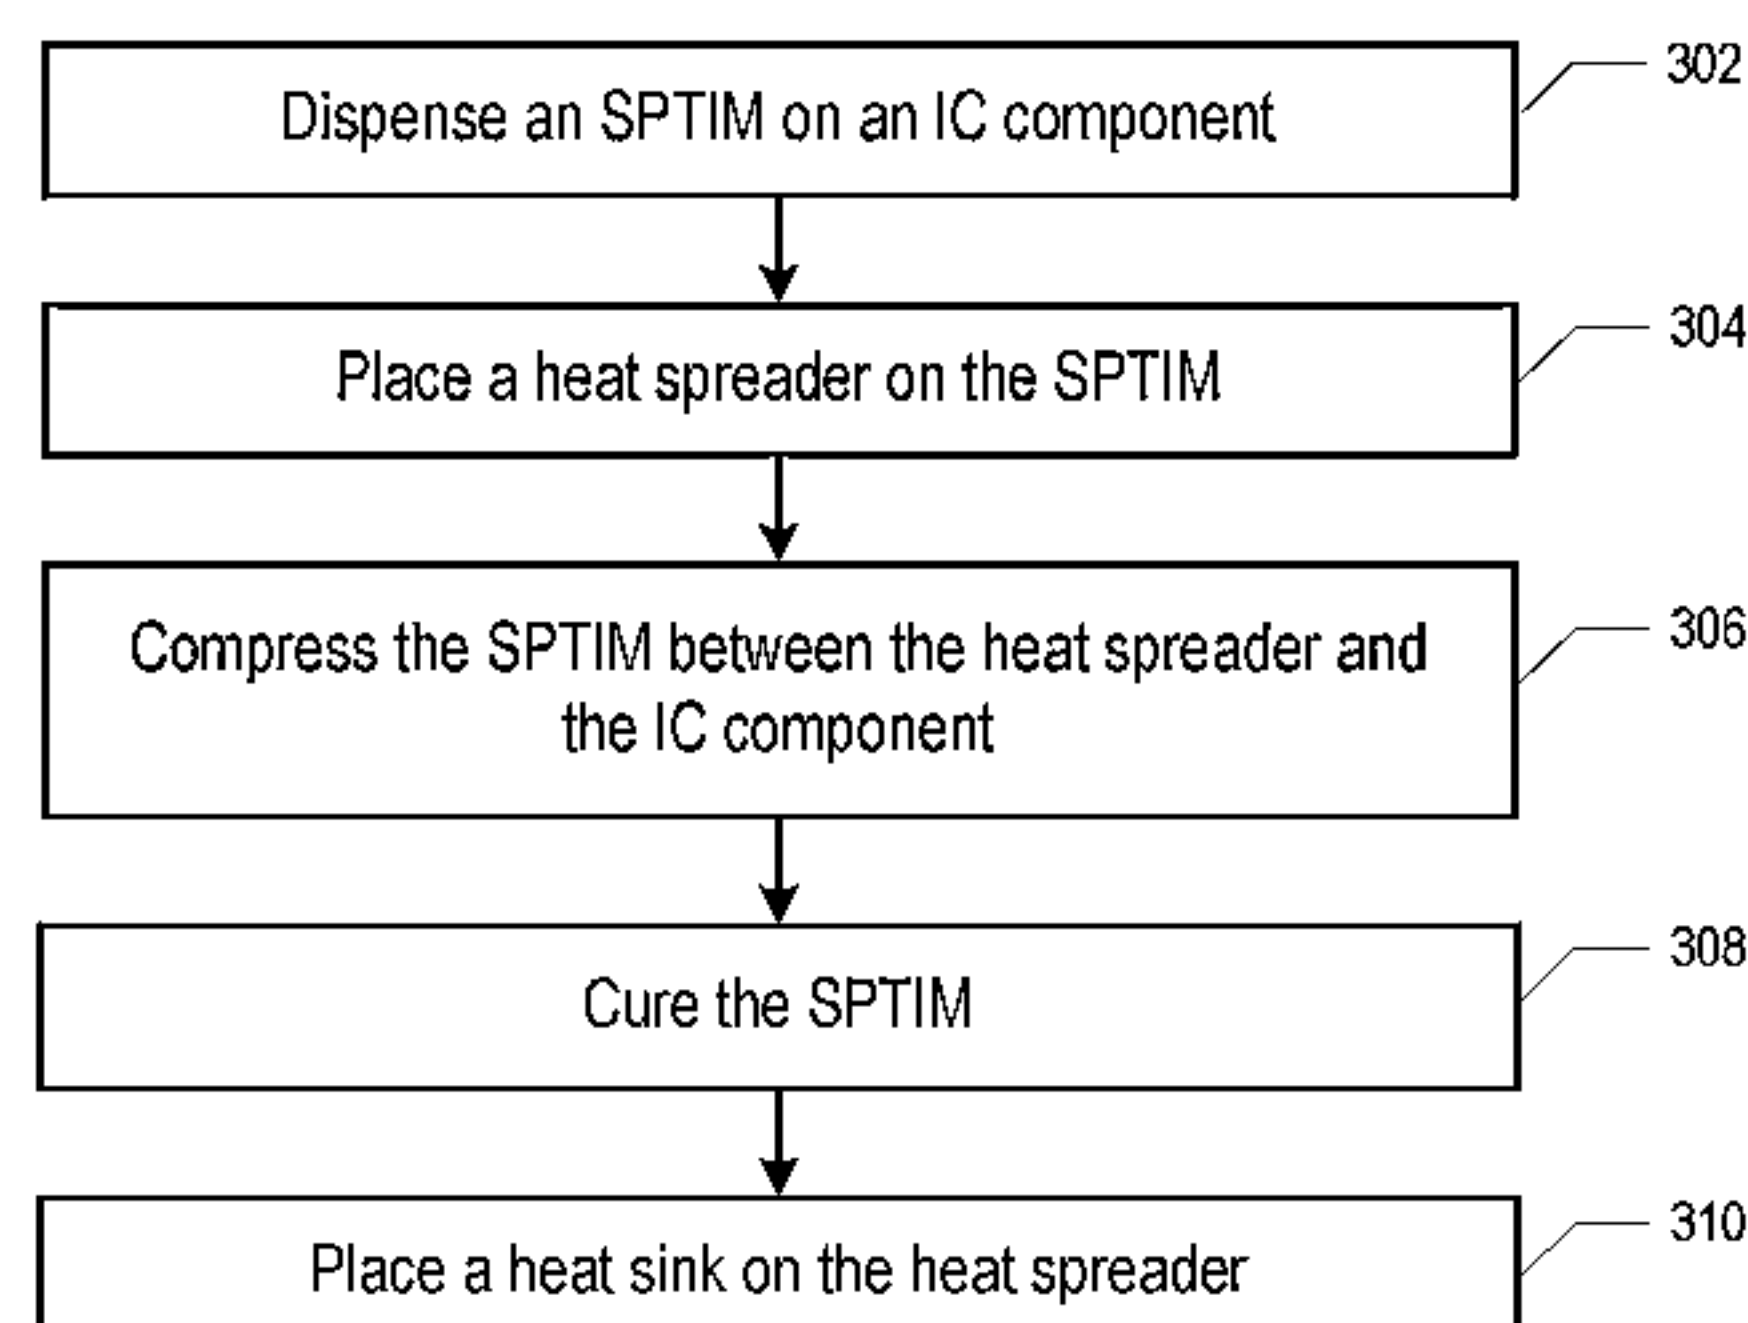 Dispense an SPTIM on an IC component
302
Place a heat spreader on the SPTIM
304
Compress the SPTIM between the heat spreader and
the IC component
306
Cure the SPTIM
308
Place a heat sink on the heat spreader
310